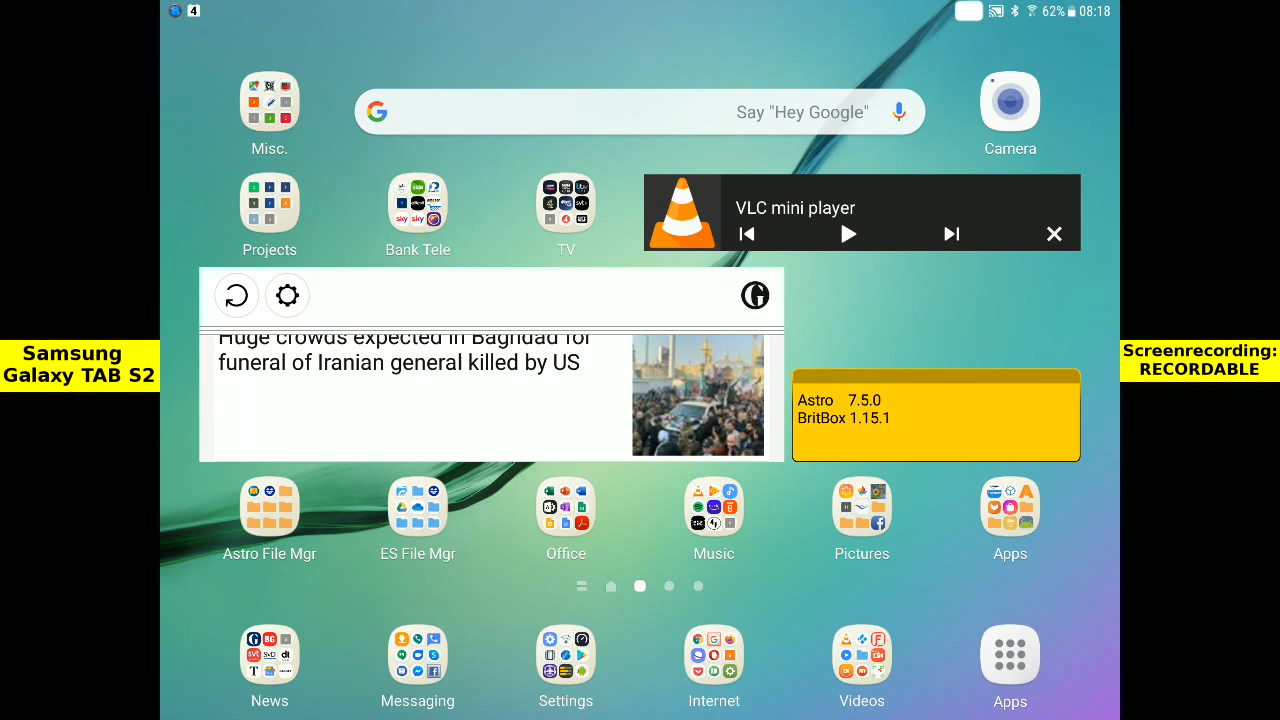 4
62% 08:18
Say "Hey Google"
Misc.
Camera
Projects
Bank Tele
TV
VLC mini player
Huge crowds expected in Baghdad for
funeral of Iranian general killed by US
Samsung
Galaxy TAB S2
Screenrecording:
RECORDABLE
Astro 7.5.0
BritBox 1.15.1
Astro File Mgr
ES File Mgr
Office
Music
Pictures
Apps
News
Messaging
Settings
Internet
Videos
Apps